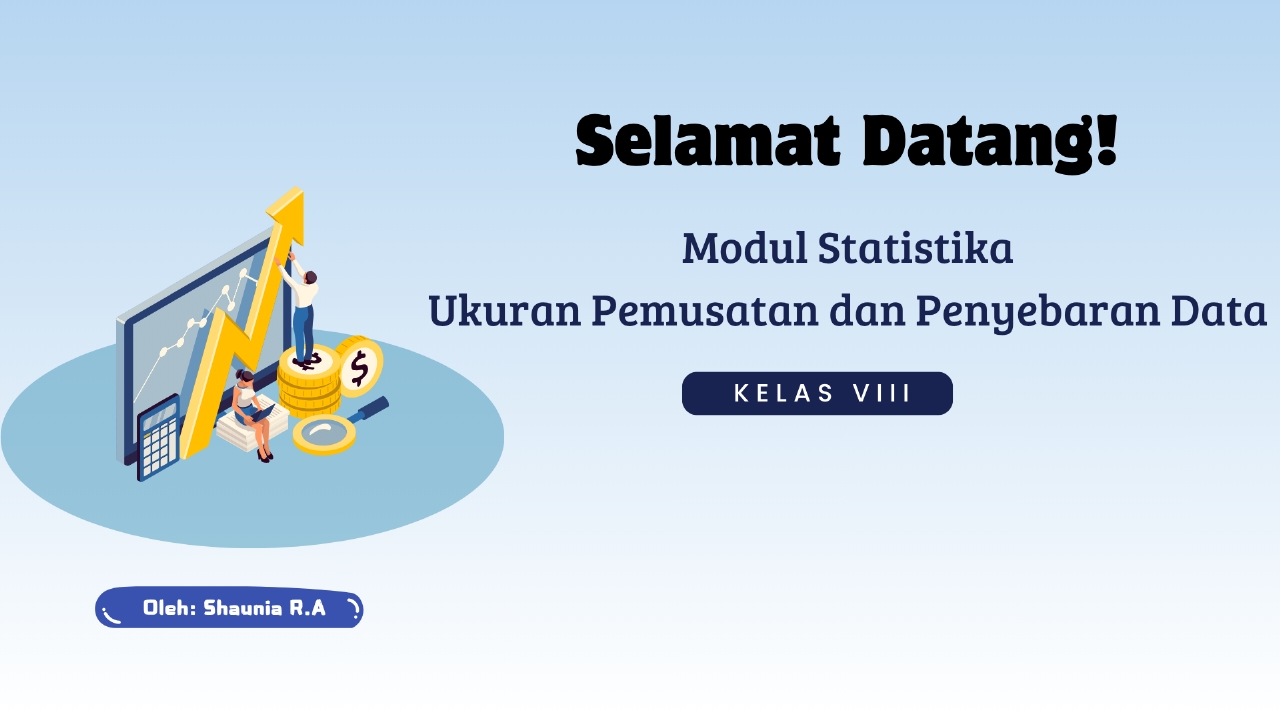 Selamat Datang!
Modul Statistika
Ukuran Pemusatan dan Penyebaran Data
KELAS VIII
$
$
Oleh: Shaunia R.A